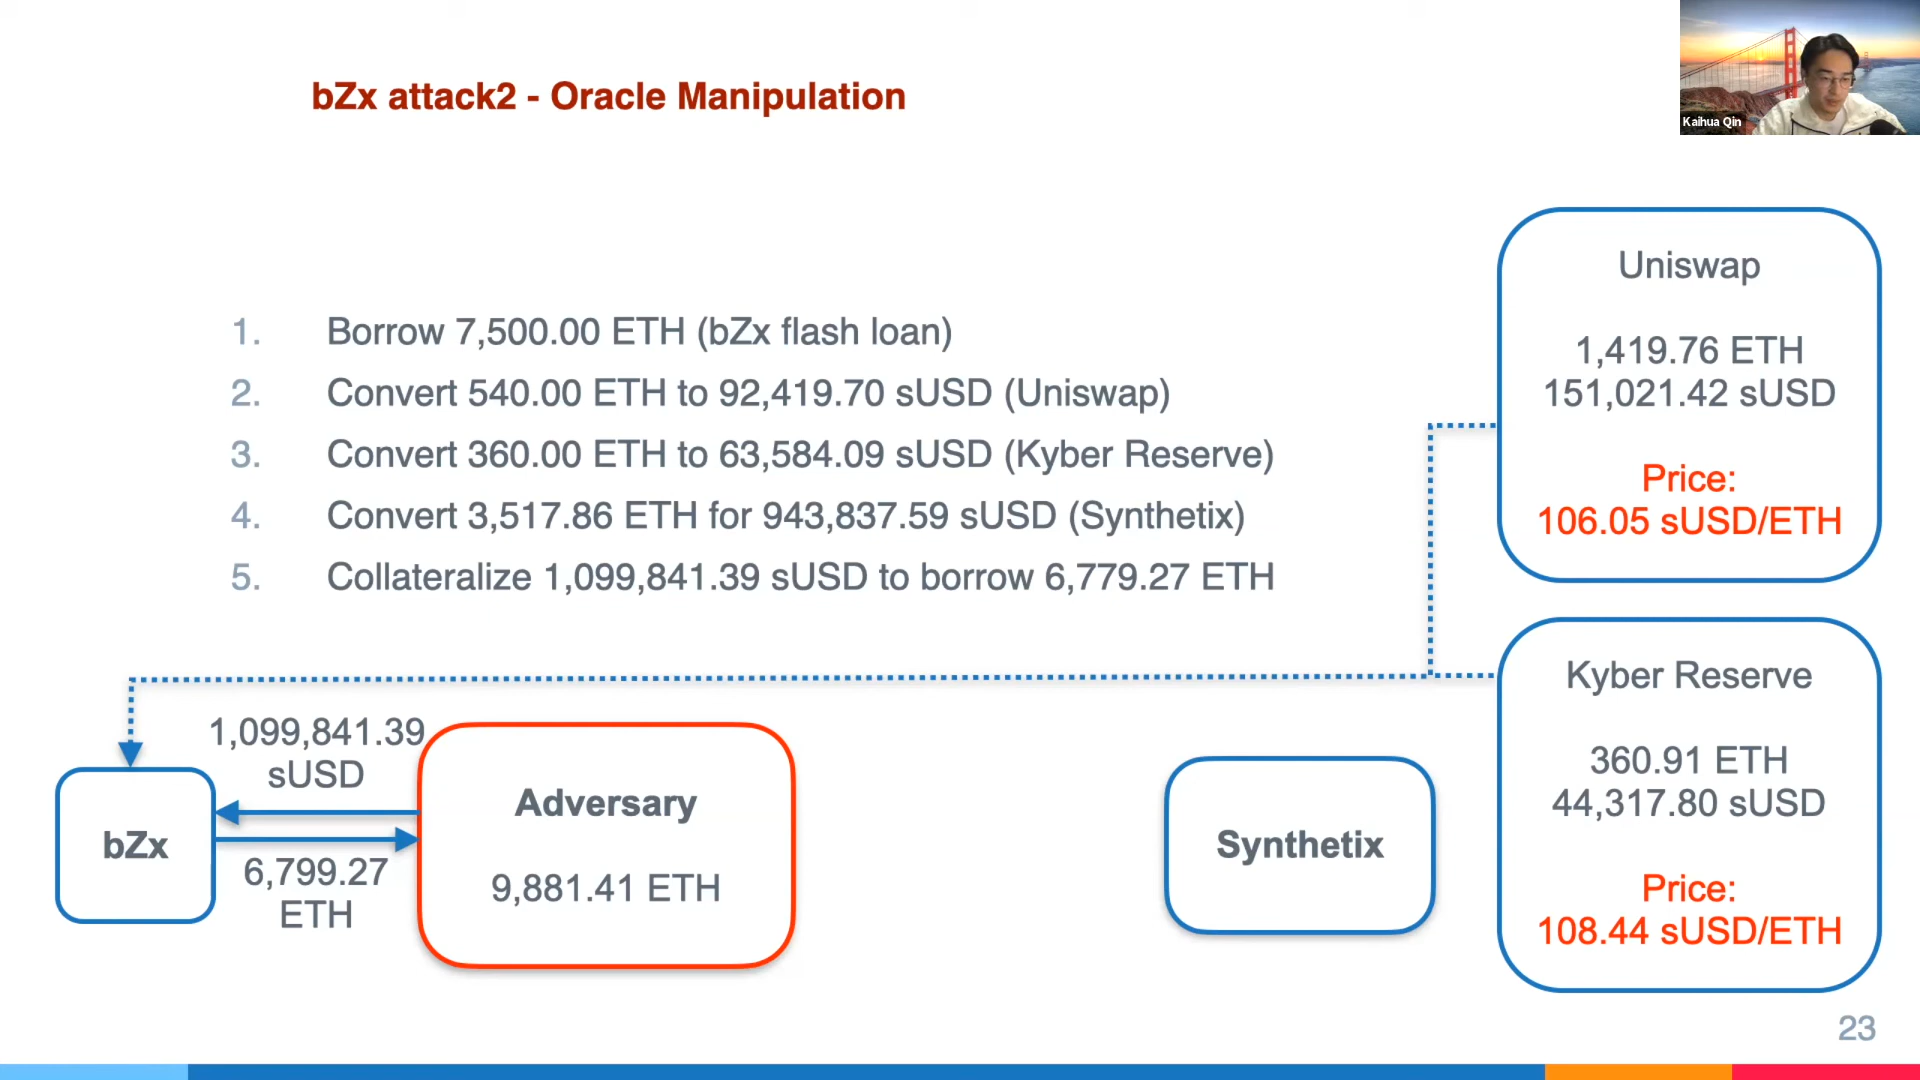 bZx attack2 - Oracle Manipulation
Kaihua Qin
1. Borrow 7,500.00 ETH (bZx flash loan)
2. Convert 540.00 ETH to 92,419.70 sUSD (Uniswap)
3. Convert 360.00 ETH to 63,584.09 sUSD (Kyber Reserve)
4. Convert 3,517.86 ETH for 943,837.59 sUSD (Synthetix)
5. Collateralize 1,099,841.39 sUSD to borrow 6,779.27 ETH
Uniswap
1,419.76 ETH
151,021.42 sUSD
Price:
106.05 sUSD/ETH
Kyber Reserve
360.91 ETH
44,317.80 sUSD
Price:
108.44 sUSD/ETH
1,099,841.39
sUSD
bZx
6,799.27
ETH
Adversary
9,881.41 ETH
Synthetix
23